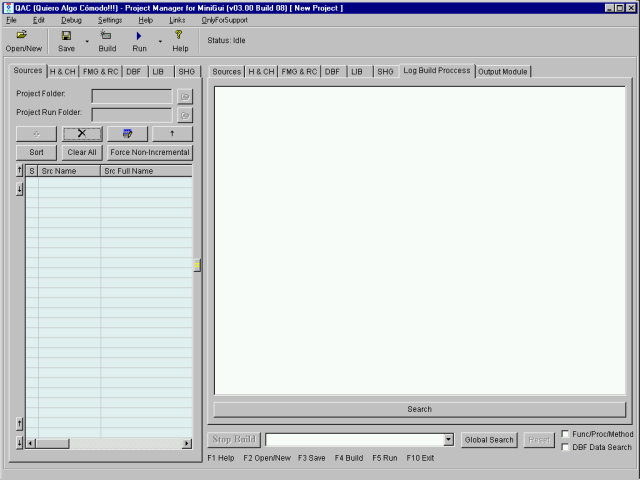 QAC (Quiero Algo Cómodo!!!) - Project Manager for MiniGui [v03.00 Build 08] [ New Project ]
File Edit Debug Settings Help Links OnlyForSupport
Open/New Save Build Run Help Status: Idle
Sources H & CH FMG & RC DBF LIB SHG
Sources H & CH FMG & RC DBF LIB SHG Log Build Proccess Output Module
Project Folder:
Project Run Folder:
Sort Clear All Force Non-Incremental
S Src Name Src Full Name
Search
Stop Build Global Search Reset Func/Proc/Method
DBF Data Search
F1 Help F2 Open/New F3 Save F4 Build F5 Run F10 Exit